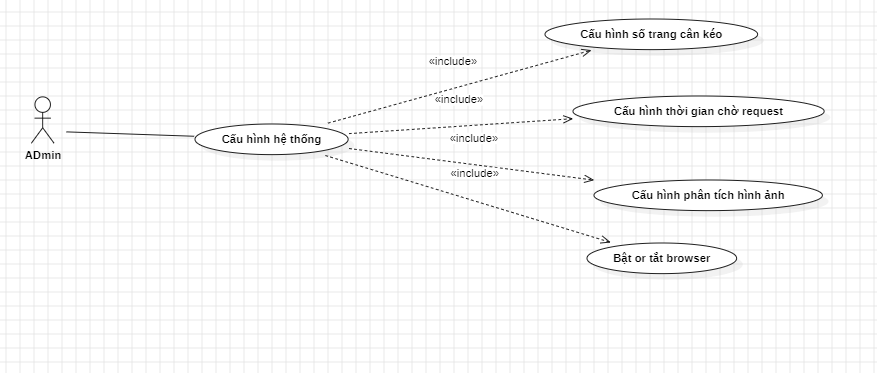 Cấu hình số trang cân kéo
«include»
«include»
Cấu hình thời gian chờ request
Cấu hình hệ thống
«include»
ADmin
«include»
Cấu hình phân tích hình ảnh
Bật or tắt browser